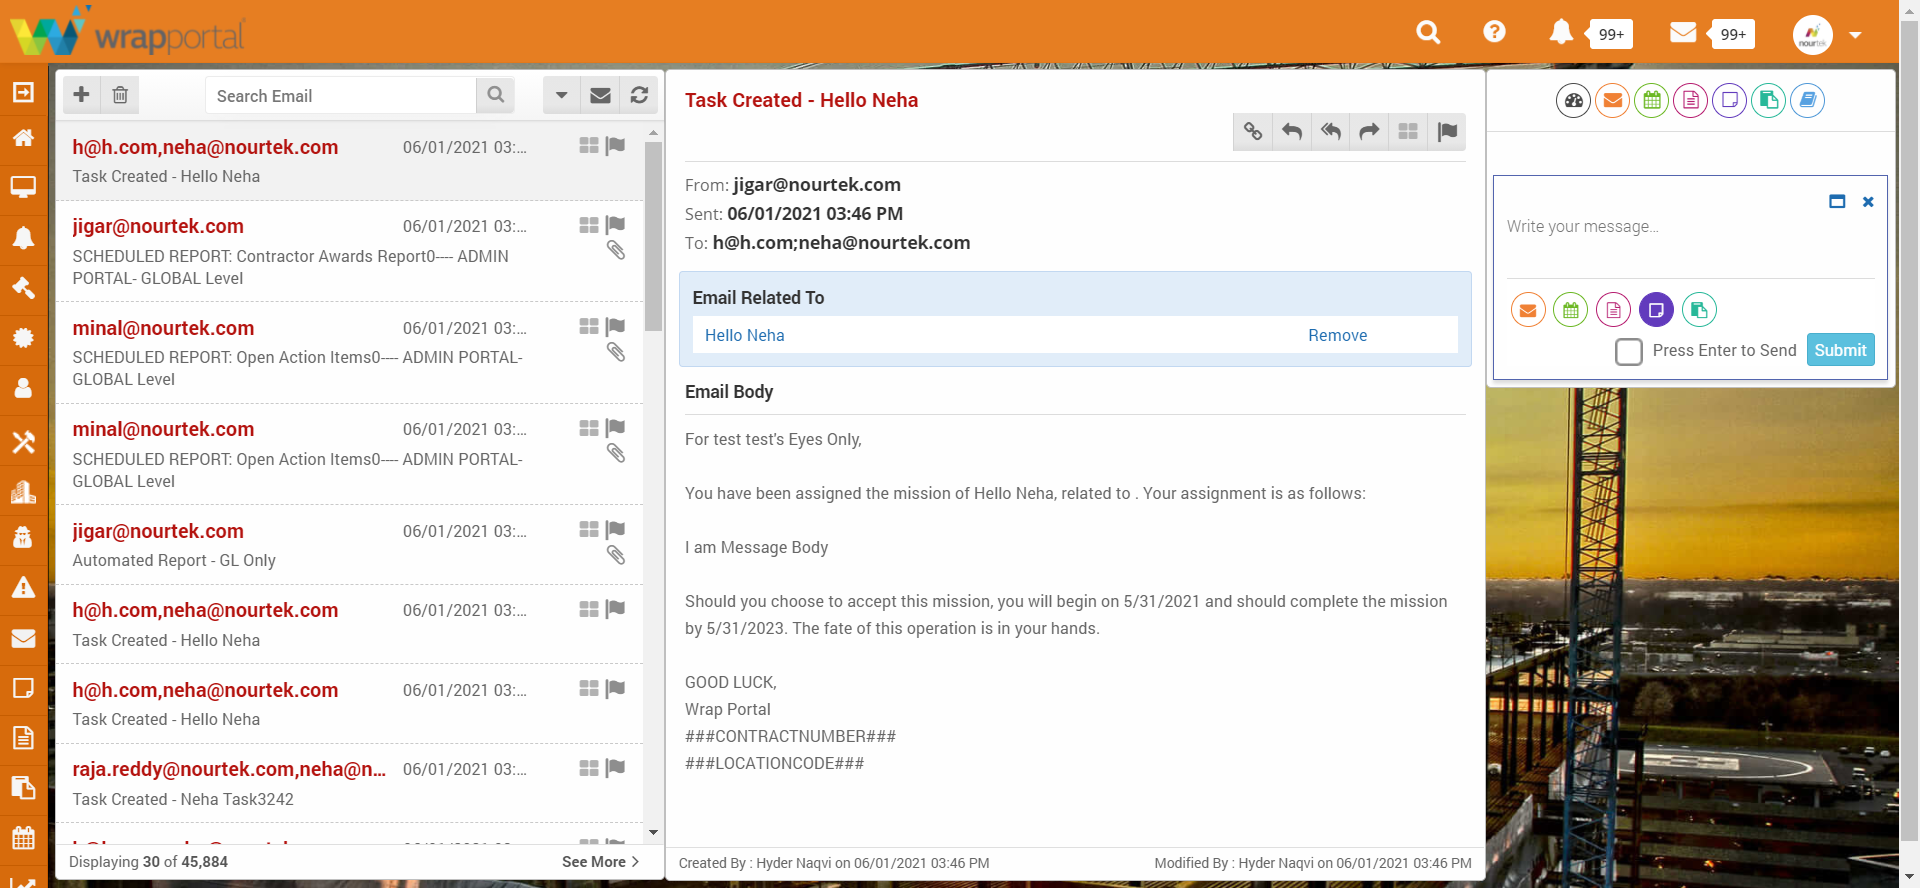 wrapportal
99+
99+
nourtek
Search Email
h@h.com,neha@nourtek.com 06/01/2021 03:...
Task Created - Hello Neha
jigar@nourtek.com 06/01/2021 03:...
SCHEDULED REPORT: Contractor Awards Report0---- ADMIN
PORTAL- GLOBAL Level
minal@nourtek.com 06/01/2021 03:...
SCHEDULED REPORT: Open Action Items0---- ADMIN PORTAL-
GLOBAL Level
minal@nourtek.com 06/01/2021 03:...
SCHEDULED REPORT: Open Action Items0---- ADMIN PORTAL-
GLOBAL Level
jigar@nourtek.com 06/01/2021 03:...
Automated Report - GL Only
h@h.com,neha@nourtek.com 06/01/2021 03:...
Task Created - Hello Neha
h@h.com,neha@nourtek.com 06/01/2021 03:...
Task Created - Hello Neha
raja.reddy@nourtek.com,neha@n... 06/01/2021 03:...
Task Created - Neha Task3242
Displaying 30 of 45,884
See More
Task Created - Hello Neha
From: jigar@nourtek.com
Sent: 06/01/2021 03:46 PM
To: h@h.com;neha@nourtek.com
Email Related To
Hello Neha Remove
Email Body
For test test's Eyes Only,
You have been assigned the mission of Hello Neha, related to . Your assignment is as follows:
I am Message Body
Should you choose to accept this mission, you will begin on 5/31/2021 and should complete the mission
by 5/31/2023. The fate of this operation is in your hands.
GOOD LUCK,
Wrap Portal
###CONTRACTNUMBER###
###LOCATIONCODE###
Created By : Hyder Naqvi on 06/01/2021 03:46 PM
Modified By : Hyder Naqvi on 06/01/2021 03:46 PM
Write your message...
Press Enter to Send
Submit